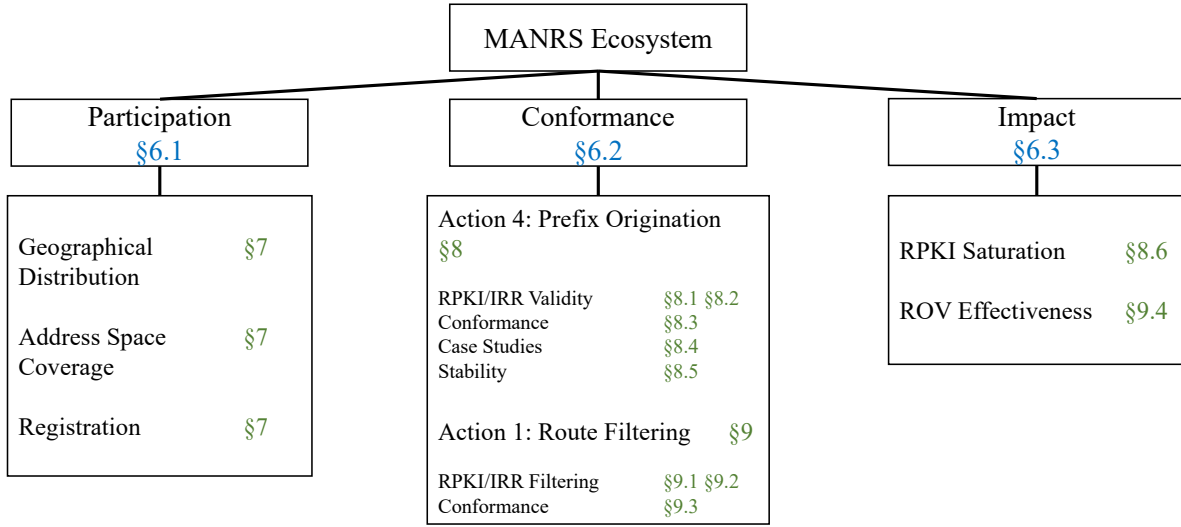 MANRS Ecosystem
Participation
§6.1
Geographical §7
Distribution
Address Space §7
Coverage
Registration §7
Conformance
§6.2
Action 4: Prefix Origination
§8
RPKI/IRR Validity §8.1 §8.2
Conformance §8.3
Case Studies §8.4
Stability §8.5
Action 1: Route Filtering §9
RPKI/IRR Filtering §9.1 §9.2
Conformance §9.3
Impact
§6.3
RPKI Saturation §8.6
ROV Effectiveness §9.4